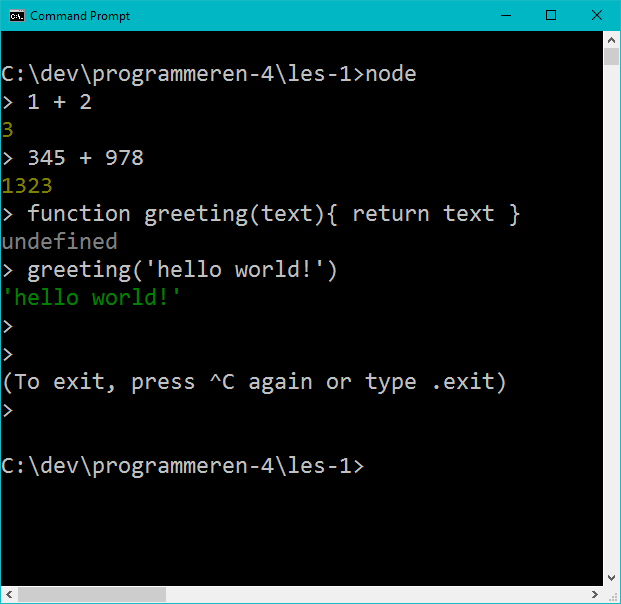 Command Prompt
C:\dev\programmeren-4\les-1>node
> 1 + 2
3
> 345 + 978
1323
> function greeting(text){ return text }
undefined
> greeting('hello world!')
'hello world!'
>
>
(To exit, press ^C again or type .exit)
>
C:\dev\programmeren-4\les-1>